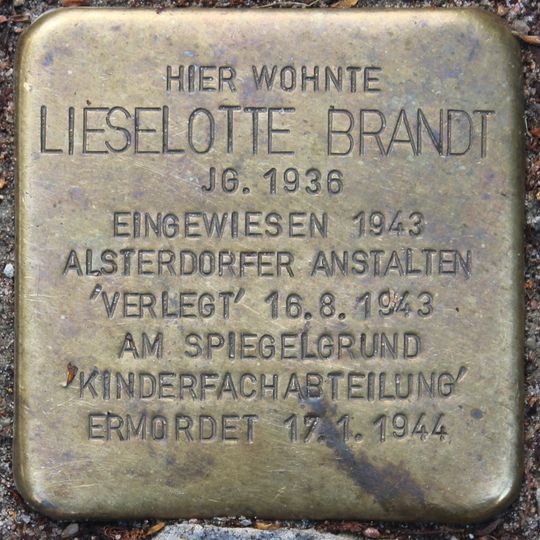 HIER WOHNTE
LIESELOTTE BRANDT
JG. 1936
EINGEWIESEN 1943
ALSTERDORFER ANSTALTEN
'VERLEGT' 16.8.1943
AM SPIEGELGRUND
'KINDERFACHABTEILUNG'
ERMORDET 17.1.1944